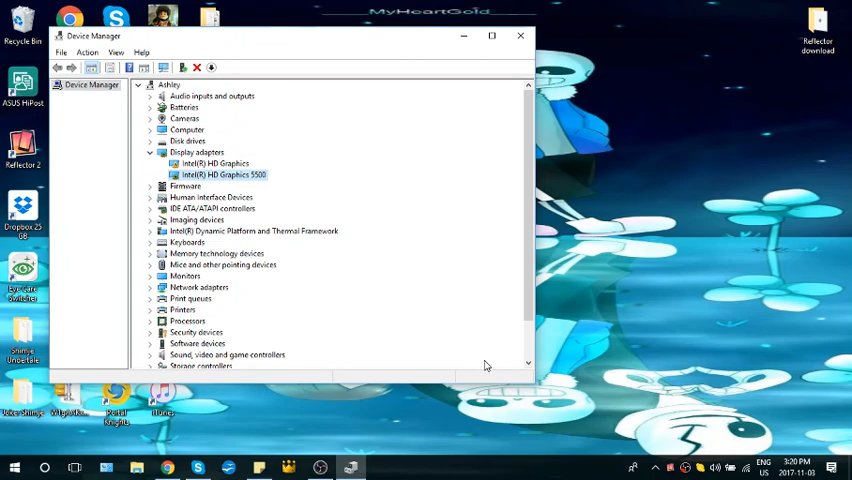 MyHeartGold
Recycle Bin
Reflector download
Device Manager
File Action View Help
Device Manager
Ashley
Audio inputs and outputs
Batteries
Cameras
Computer
Disk drives
Display adapters
Intel(R) HD Graphics
Intel(R) HD Graphics 5500
Firmware
Human Interface Devices
IDE ATA/ATAPI controllers
Imaging devices
Intel(R) Dynamic Platform and Thermal Framework
Keyboards
Memory technology devices
Mice and other pointing devices
Monitors
Network adapters
Print queues
Printers
Processors
Security devices
Software devices
Sound, video and game controllers
Storage controllers
ASUS HiPost
Reflector 2
Dropbox 25
GB
Eye Care
Switcher
Shimje
Undertale
Joker Shimje
Portal
Knights
iTunes
ENG
US
3:20 PM
2017-11-03